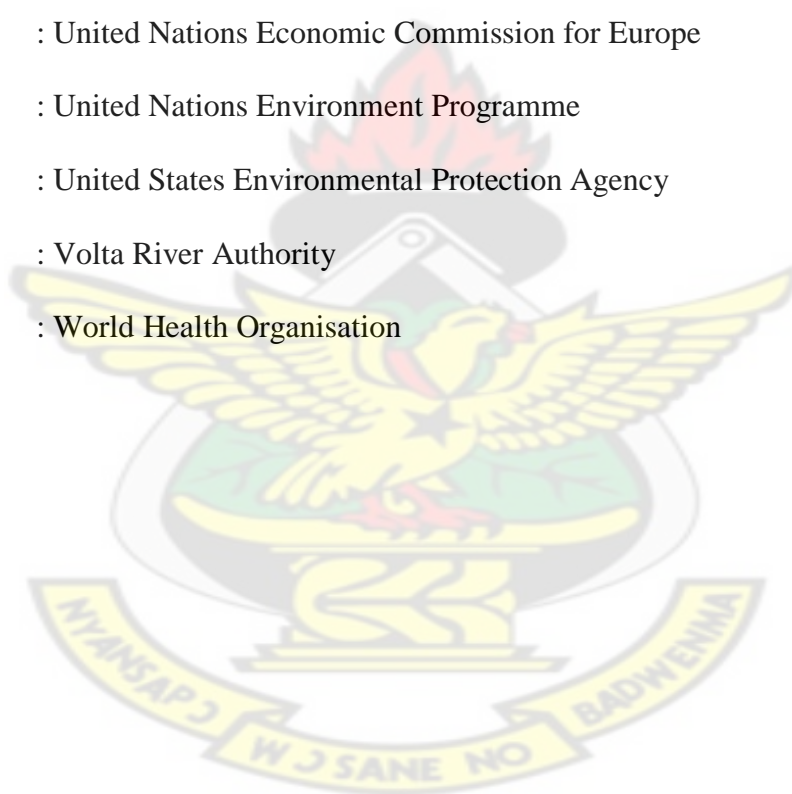 : United Nations Economic Commission for Europe
: United Nations Environment Programme
: United States Environmental Protection Agency
: Volta River Authority
: World Health Organisation
NYANSAPƆ WƆSANE NO BADWENMA